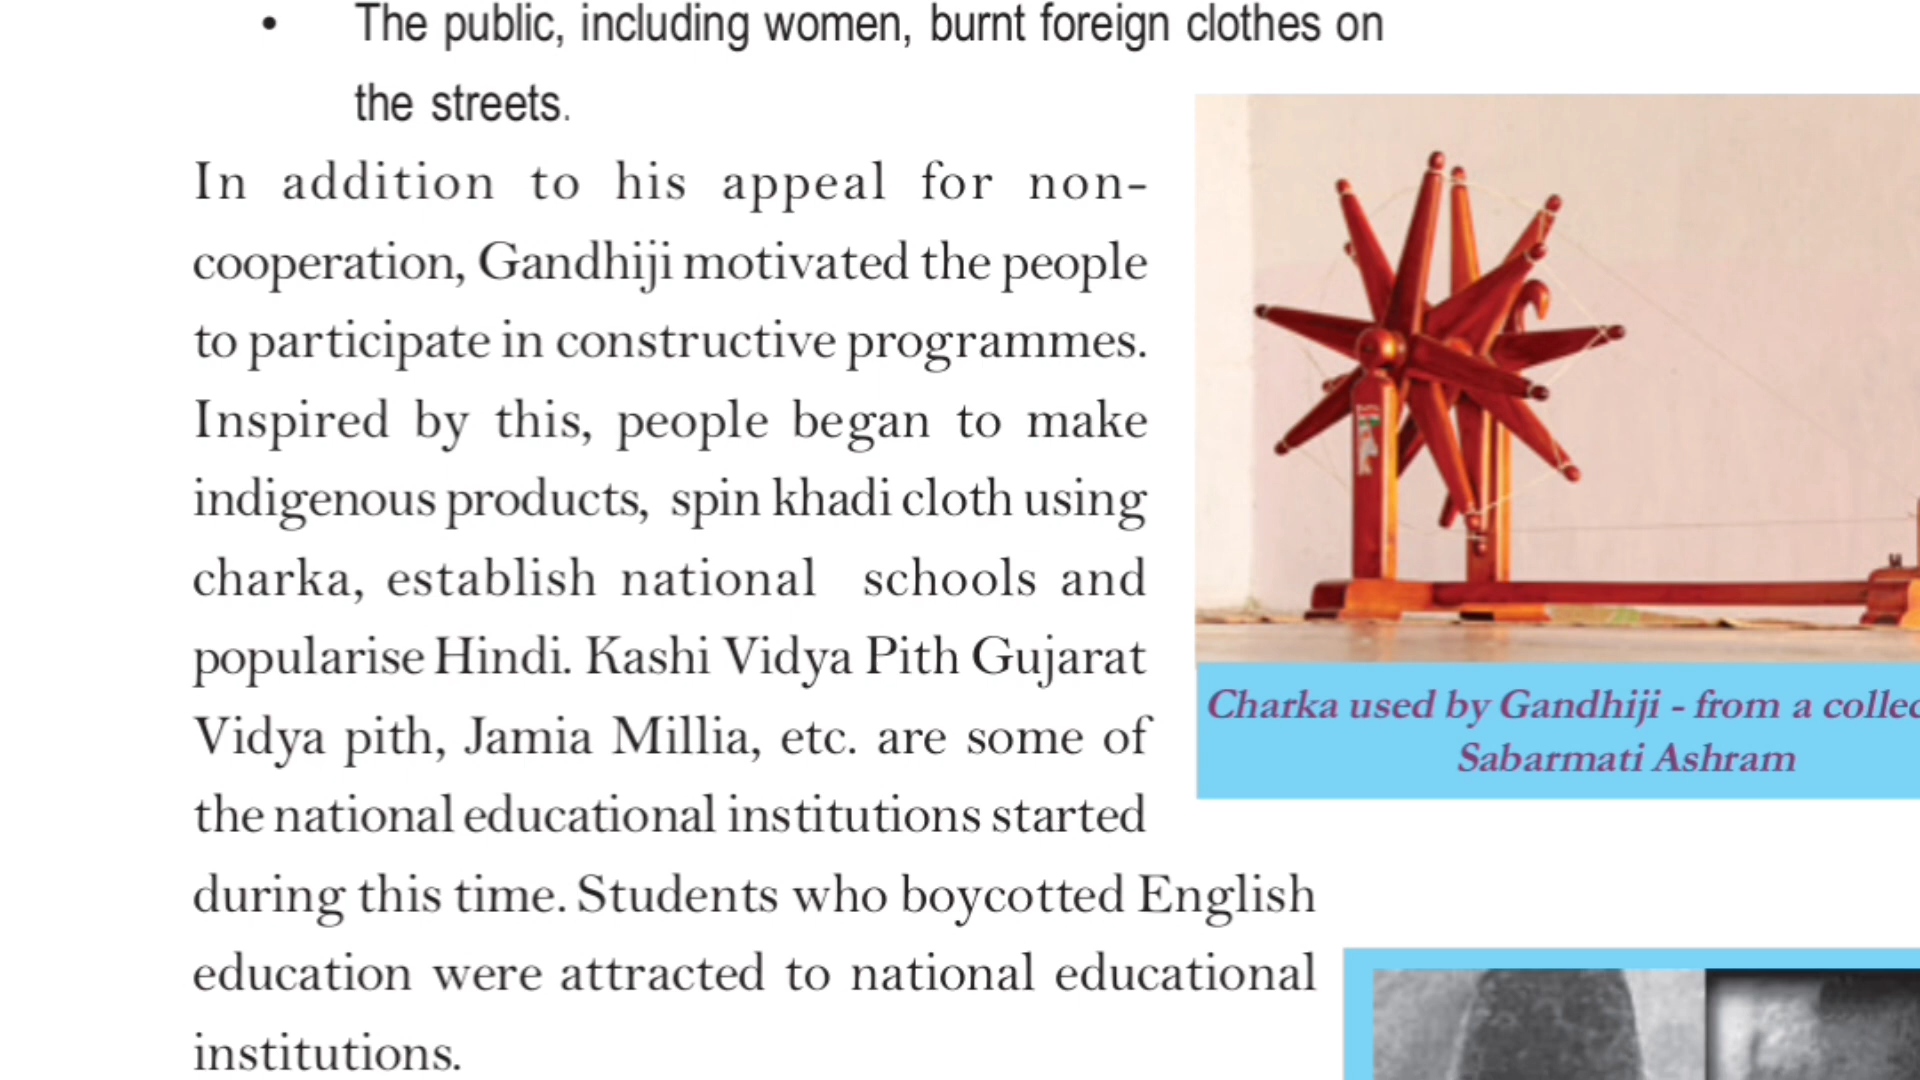 • The public, including women, burnt foreign clothes on
the streets.
In addition to his appeal for non-
cooperation, Gandhiji motivated the people
to participate in constructive programmes.
Inspired by this, people began to make
indigenous products, spin khadi cloth using
charka, establish national schools and
popularise Hindi. Kashi Vidya Pith Gujarat
Vidya pith, Jamia Millia, etc. are some of
the national educational institutions started
during this time. Students who boycotted English
education were attracted to national educational
institutions.
Charka used by Gandhiji - from a
Sabarmati Ashram